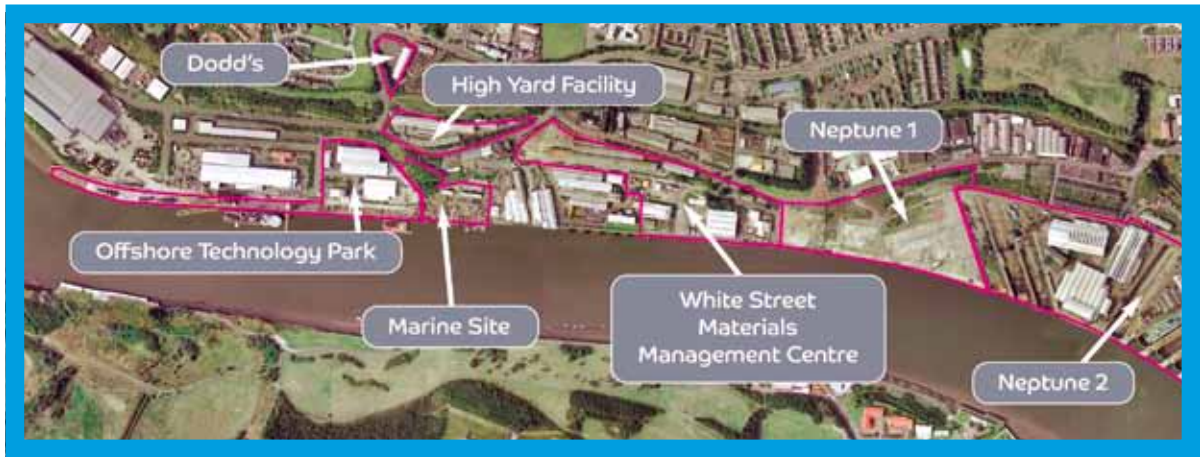 Dodd's
High Yard Facility
Neptune 1
Offshore Technology Park
Marine Site
White Street
Materials
Management Centre
Neptune 2